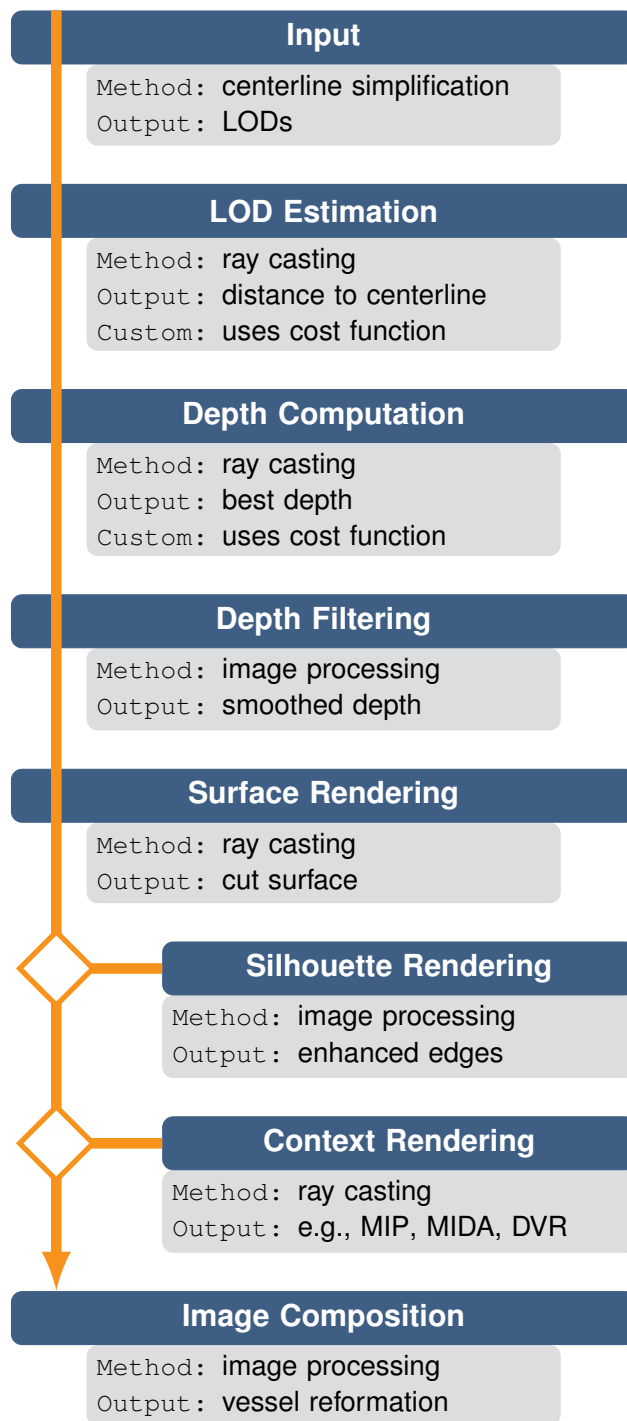 Input
Method: centerline simplification
Output: LODs
LOD Estimation
Method: ray casting
Output: distance to centerline
Custom: uses cost function
Depth Computation
Method: ray casting
Output: best depth
Custom: uses cost function
Depth Filtering
Method: image processing
Output: smoothed depth
Surface Rendering
Method: ray casting
Output: cut surface
Silhouette Rendering
Method: image processing
Output: enhanced edges
Context Rendering
Method: ray casting
Output: e.g., MIP, MIDA, DVR
Image Composition
Method: image processing
Output: vessel reformation